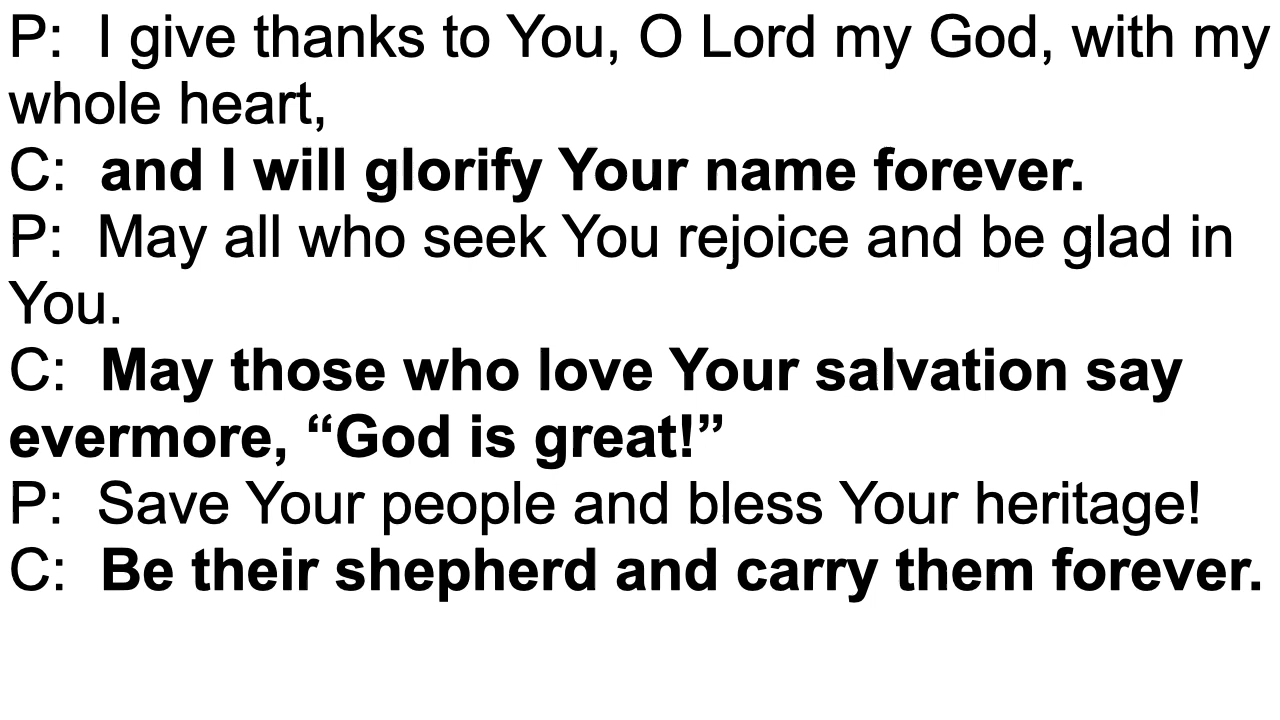 P:  I give thanks to You, O Lord my God, with my
whole heart,
C:  and I will glorify Your name forever.
P:  May all who seek You rejoice and be glad in
You.
C:  May those who love Your salvation say
evermore, “God is great!”
P:  Save Your people and bless Your heritage!
C:  Be their shepherd and carry them forever.